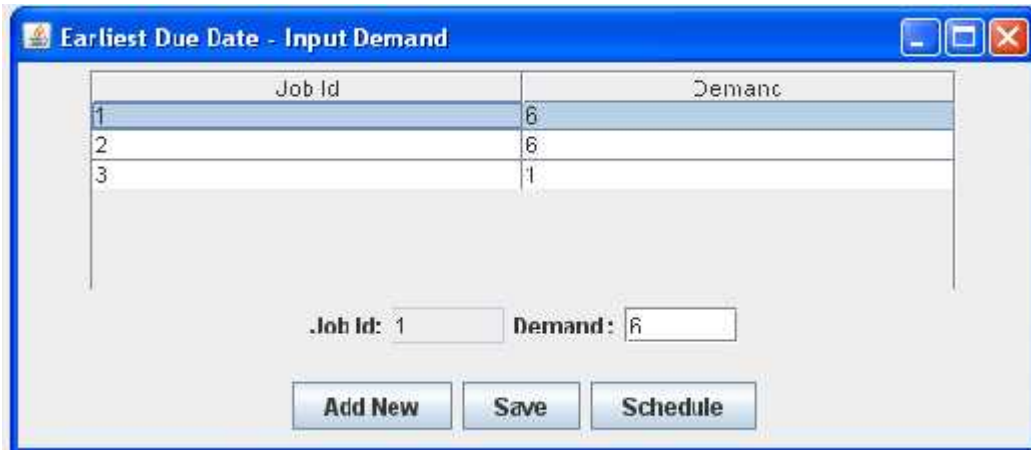 Earliest Due Date - Input Demand
Job Id Demand
1 6
2 6
3 1
Job Id: 1 Demand: 6
Add New Save Schedule